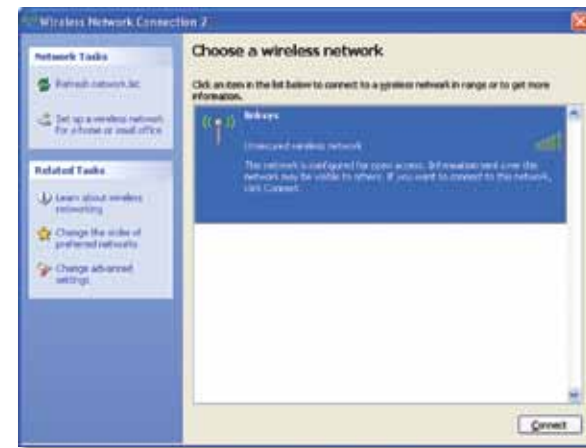 Wireless Network Connection 2
Network Tasks
Refresh network list
Set up a wireless network
for a home or small office
Related Tasks
Learn about wireless
networking
Change the order of
preferred networks
Change advanced
settings
Choose a wireless network
Click an item in the list below to connect to a wireless network in range or to get more
information.
linksys
Unsecured wireless network
This network is configured for open access. Information sent over this
network may be visible to others. If you want to connect to this network,
click Connect.
Connect